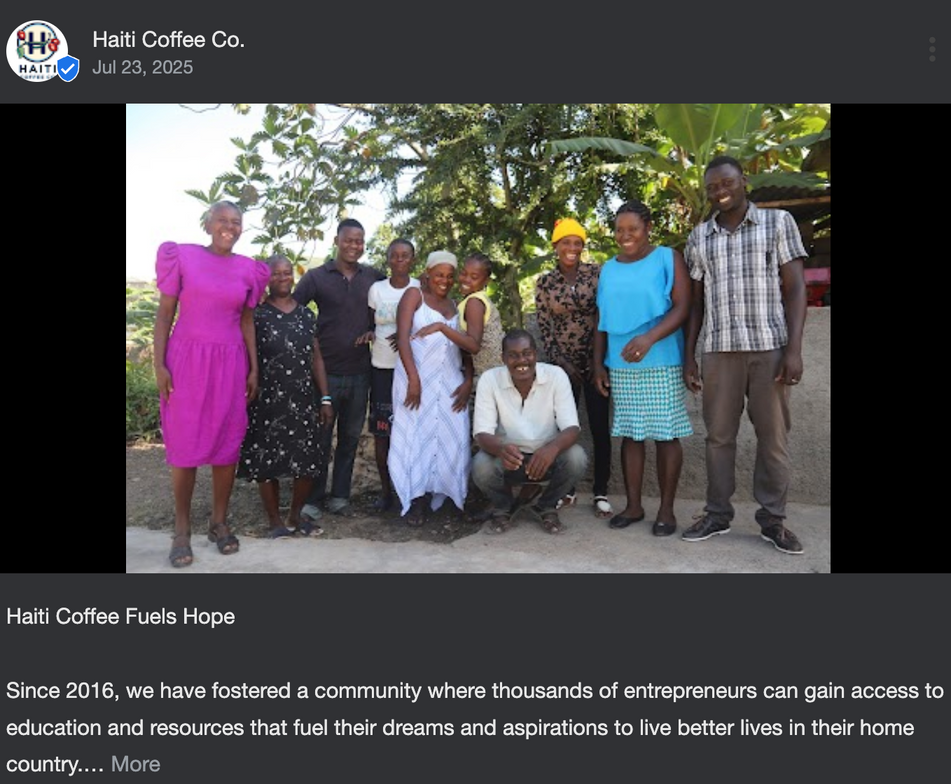 Haiti Coffee Co.
Jul 23, 2025
H
HAITI
COFFEE CO
Haiti Coffee Fuels Hope
Since 2016, we have fostered a community where thousands of entrepreneurs can gain access to
education and resources that fuel their dreams and aspirations to live better lives in their home
country.... More